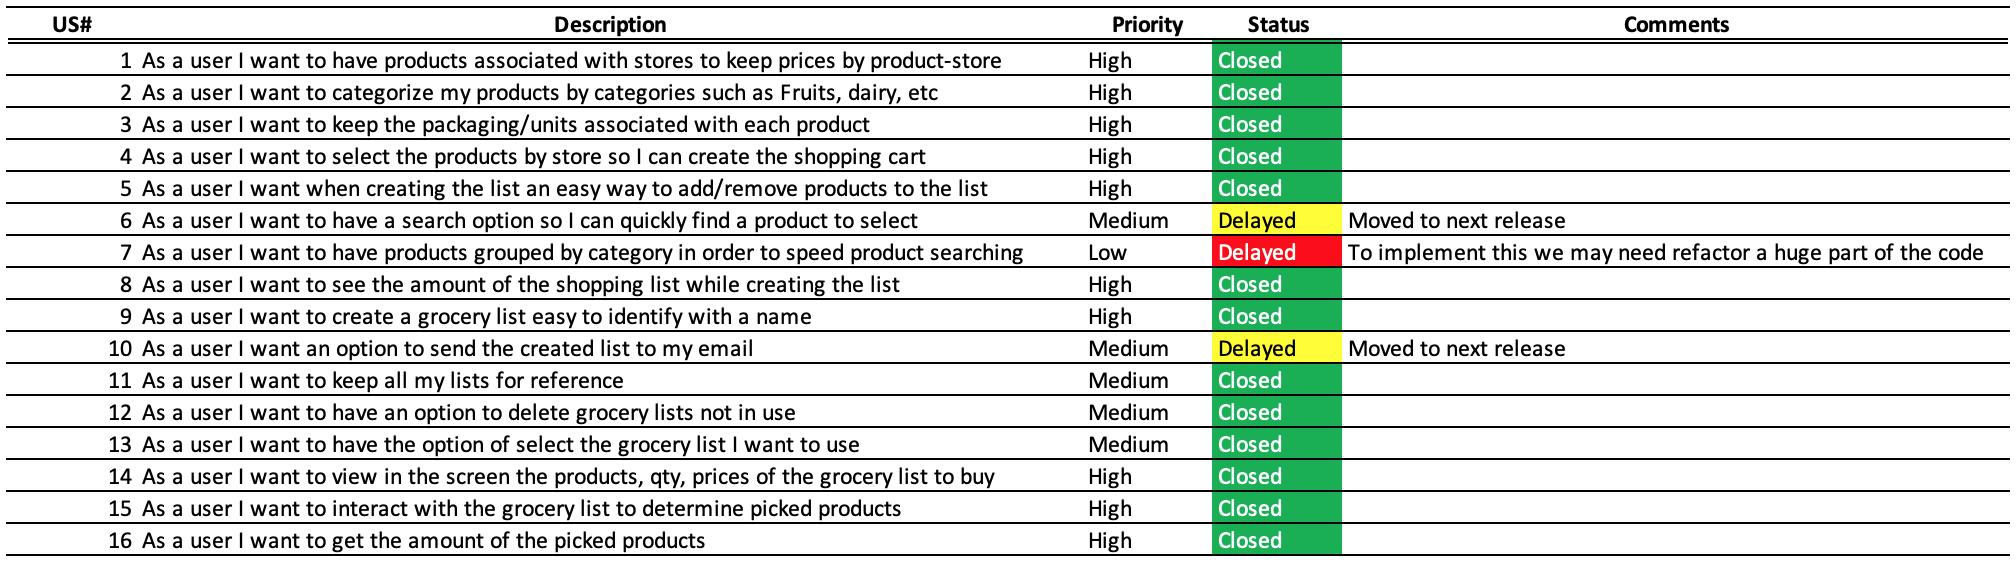 US# Description Priority Status Comments
1 As a user I want to have products associated with stores to keep prices by product-store High Closed
2 As a user I want to categorize my products by categories such as Fruits, dairy, etc High Closed
3 As a user I want to keep the packaging/units associated with each product High Closed
4 As a user I want to select the products by store so I can create the shopping cart High Closed
5 As a user I want when creating the list an easy way to add/remove products to the list High Closed
6 As a user I want to have a search option so I can quickly find a product to select Medium Delayed Moved to next release
7 As a user I want to have products grouped by category in order to speed product searching Low Delayed To implement this we may need refactor a huge part of the code
8 As a user I want to see the amount of the shopping list while creating the list High Closed
9 As a user I want to create a grocery list easy to identify with a name High Closed
10 As a user I want an option to send the created list to my email Medium Delayed Moved to next release
11 As a user I want to keep all my lists for reference Medium Closed
12 As a user I want to have an option to delete grocery lists not in use Medium Closed
13 As a user I want to have the option of select the grocery list I want to use Medium Closed
14 As a user I want to view in the screen the products, qty, prices of the grocery list to buy High Closed
15 As a user I want to interact with the grocery list to determine picked products High Closed
16 As a user I want to get the amount of the picked products High Closed